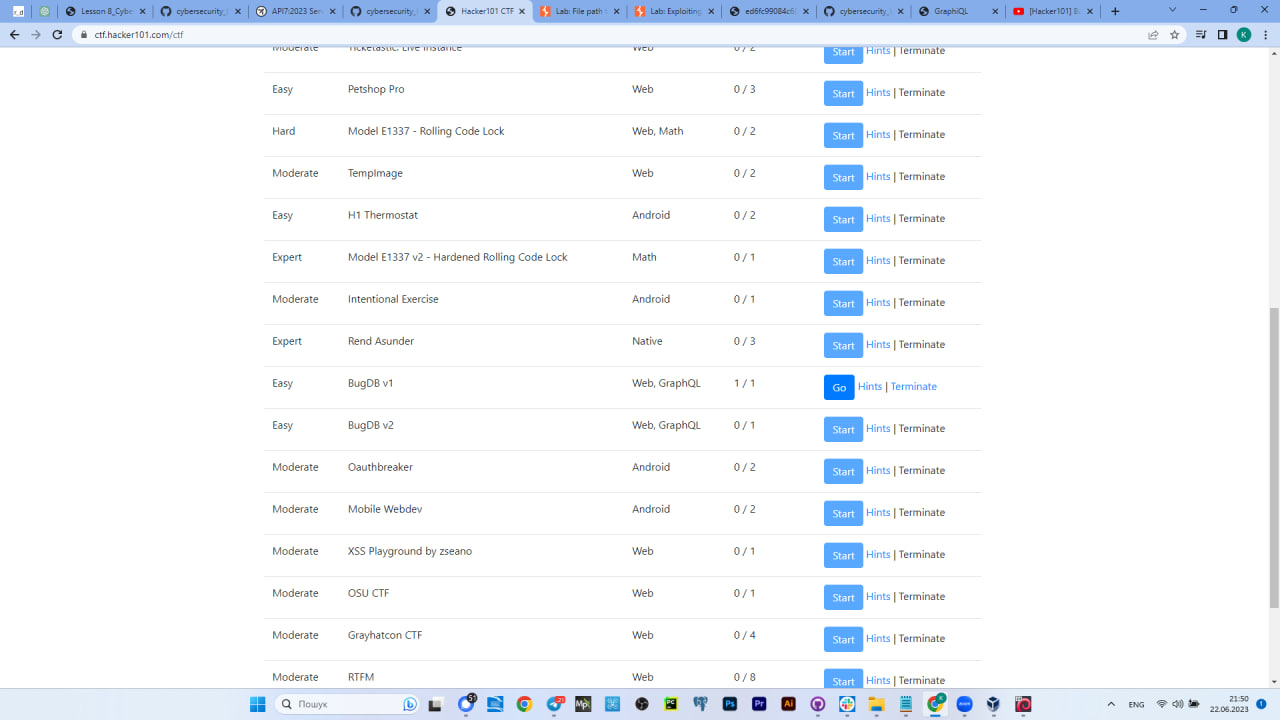 Lesson 8_Cybe
cybersecurity_
API7:2023 Ser
cybersecurity_
Hacker101 CTF
Lab: File path
Lab: Exploiting
ed6fc99084c6
cybersecurity_
GraphiQL
[Hacker1] B
ctf.hacker101.com/ctf
K
Moderate Ticketastic: Live Instance Web 0 / 2 Start Hints | Terminate
Easy Petshop Pro Web 0 / 3 Start Hints | Terminate
Hard Model E1337 - Rolling Code Lock Web, Math 0 / 2 Start Hints | Terminate
Moderate TempImage Web 0 / 2 Start Hints | Terminate
Easy H1 Thermostat Android 0 / 2 Start Hints | Terminate
Expert Model E1337 v2 - Hardened Rolling Code Lock Math 0 / 1 Start Hints | Terminate
Moderate Intentional Exercise Android 0 / 1 Start Hints | Terminate
Expert Rend Asunder Native 0 / 3 Start Hints | Terminate
Easy BugDB v1 Web, GraphQL 1 / 1 Go Hints | Terminate
Easy BugDB v2 Web, GraphQL 0 / 1 Start Hints | Terminate
Moderate Oauthbreaker Android 0 / 2 Start Hints | Terminate
Moderate Mobile Webdev Android 0 / 2 Start Hints | Terminate
Moderate XSS Playground by zseano Web 0 / 1 Start Hints | Terminate
Moderate OSU CTF Web 0 / 1 Start Hints | Terminate
Moderate Grayhatcon CTF Web 0 / 4 Start Hints | Terminate
Moderate RTFM Web 0 / 8 Start Hints | Terminate
Пошук
ENG 21:50
22.06.2023